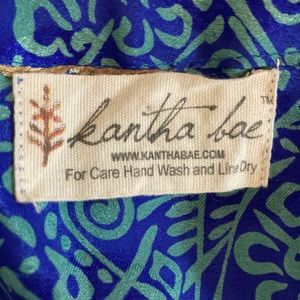 kantha bae ™
WWW.KANTHABAE.COM
For Care Hand Wash and Line Dry